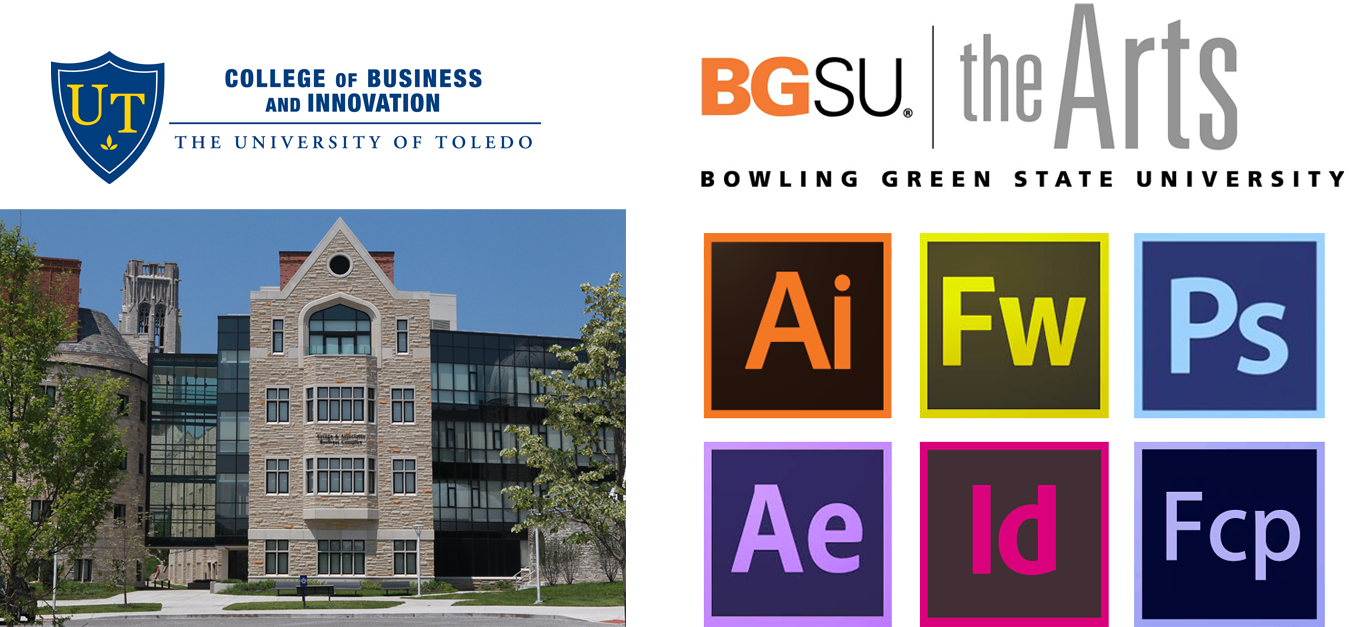 UT
COLLEGE OF BUSINESS
AND INNOVATION
THE UNIVERSITY OF TOLEDO
BGSU® the Arts
BOWLING GREEN STATE UNIVERSITY
Ai Fw Ps
Ae Id Fcp